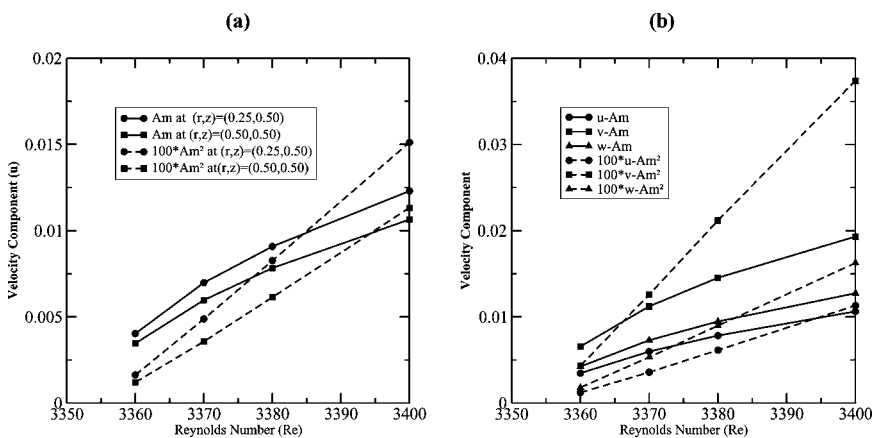 (a)
0.02
0.015
0.01
0.005
0
Velocity Component (u)
Am at (r,z)=(0.25,0.50)
Am at (r,z)=(0.50,0.50)
100*Am² at (r,z)=(0.25,0.50)
100*Am² at(r,z)=(0.50,0.50)
3350 3360 3370 3380 3390 3400
Reynolds Number (Re)
(b)
0.04
0.03
0.02
0.01
0
Velocity Component
u-Am
v-Am
w-Am
100*u-Am²
100*v-Am²
100*w-Am²
3350 3360 3370 3380 3390 3400
Reynolds Number (Re)